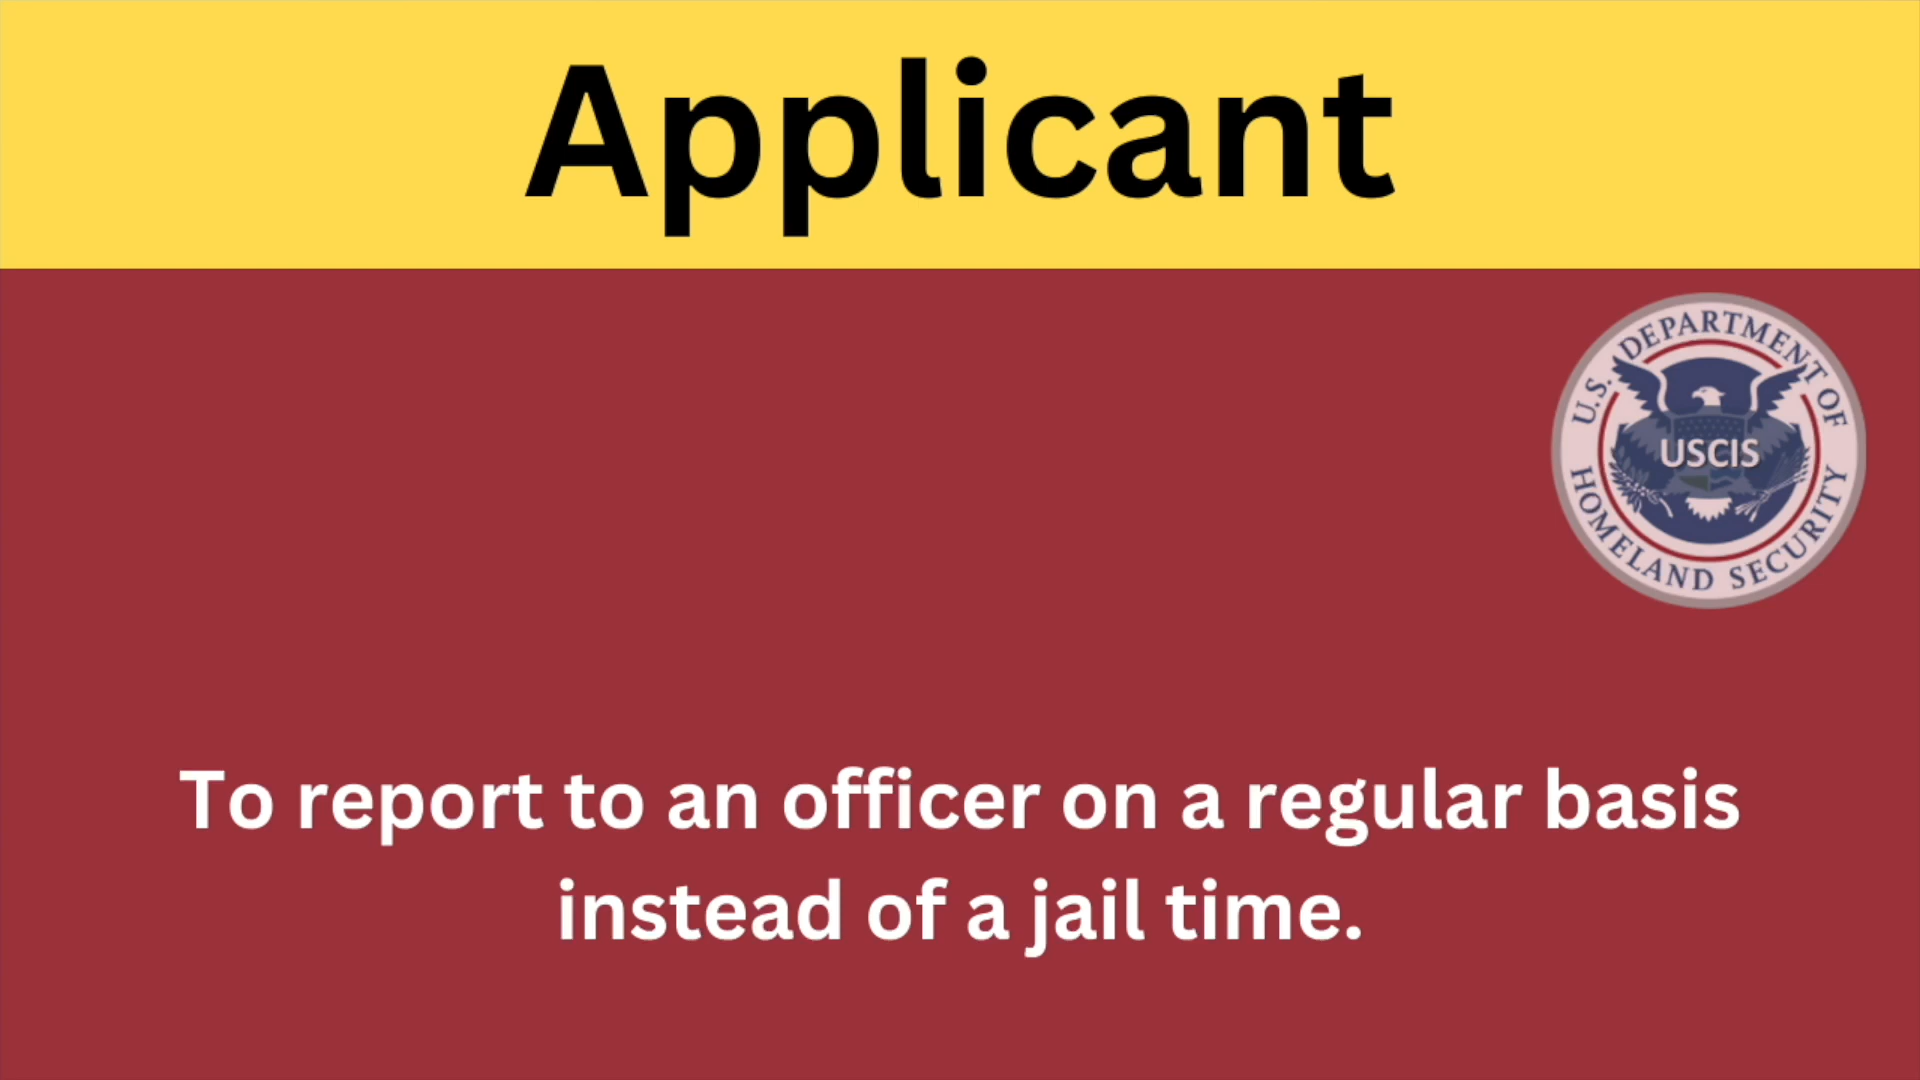 Applicant
U.S. DEPARTMENT OF
USCIS
HOMELAND SECURITY
To report to an officer on a regular basis
instead of a jail time.